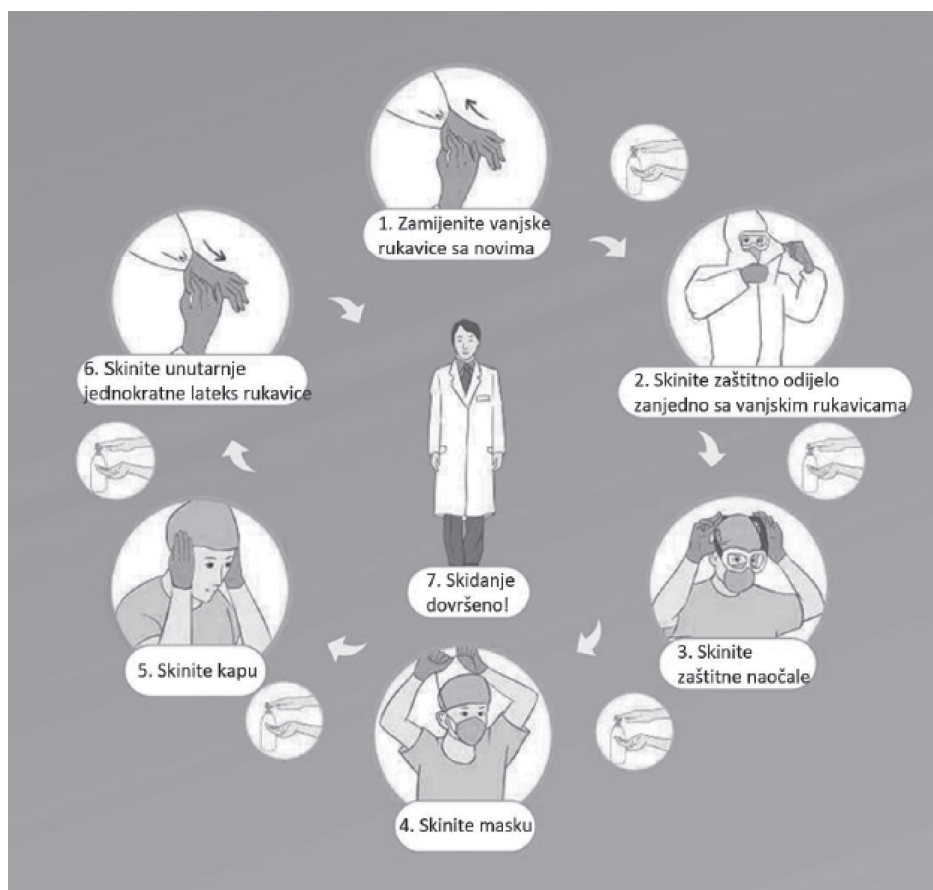 1. Zamijenite vanjske
rukavice sa novima
2. Skinite zaštitno odijelo
zanjedno sa vanjskim rukavicama
3. Skinite
zaštitne naočale
4. Skinite masku
5. Skinite kapu
6. Skinite unutarnje
jednokratne lateks rukavice
7. Skidanje
dovršeno!